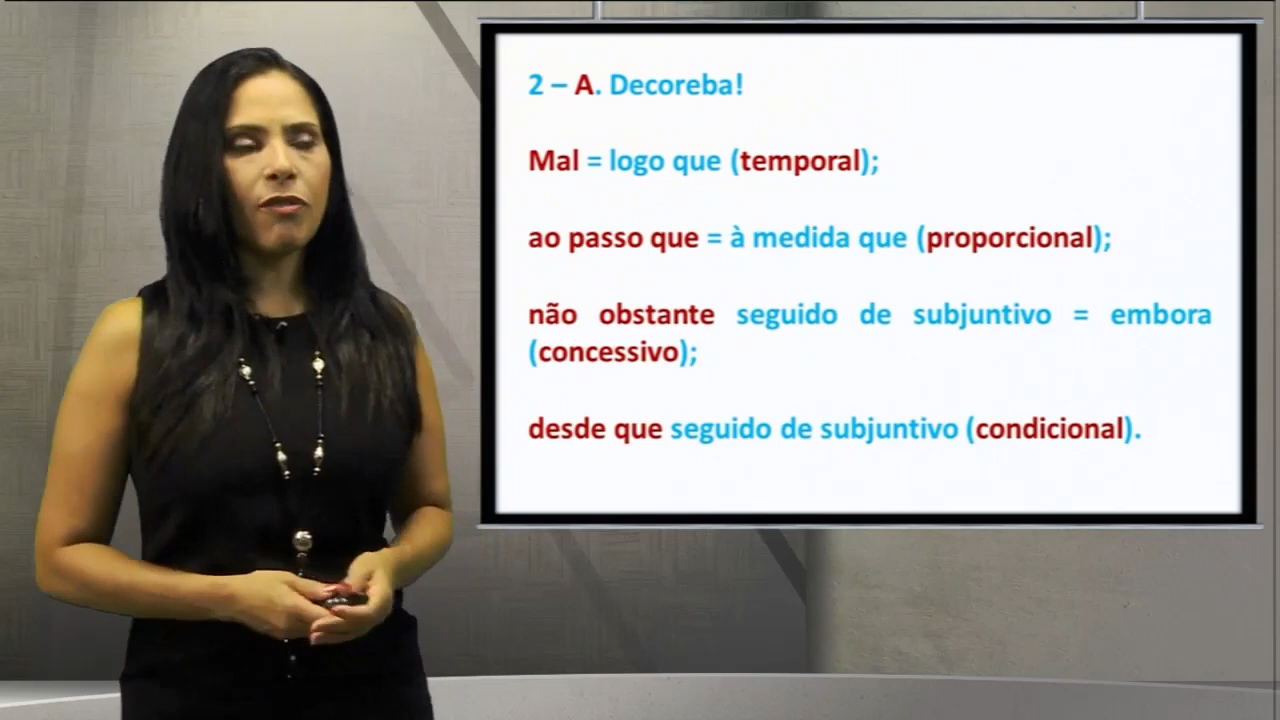 2 – A. Decoreba!
Mal = logo que (temporal);
ao passo que = à medida que (proporcional);
não obstante seguido de subjuntivo = embora
(concessivo);
desde que seguido de subjuntivo (condicional).